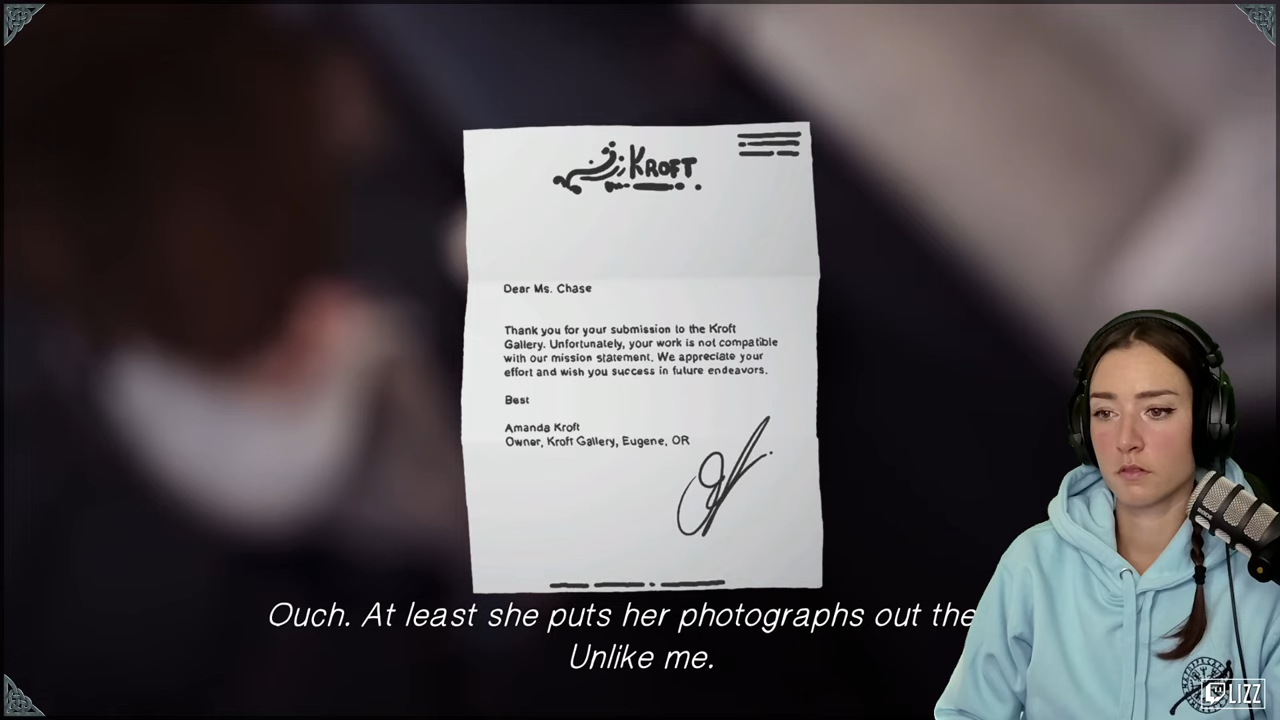 KROFT
Dear Ms. Chase
Thank you for your submission to the Kroft
Gallery. Unfortunately, your work is not compatible
with our mission statement. We appreciate your
effort and wish you success in future endeavors.
Best
Amanda Kroft
Owner, Kroft Gallery, Eugene, OR
Ouch. At least she puts her photographs out the
Unlike me.
LIZZ